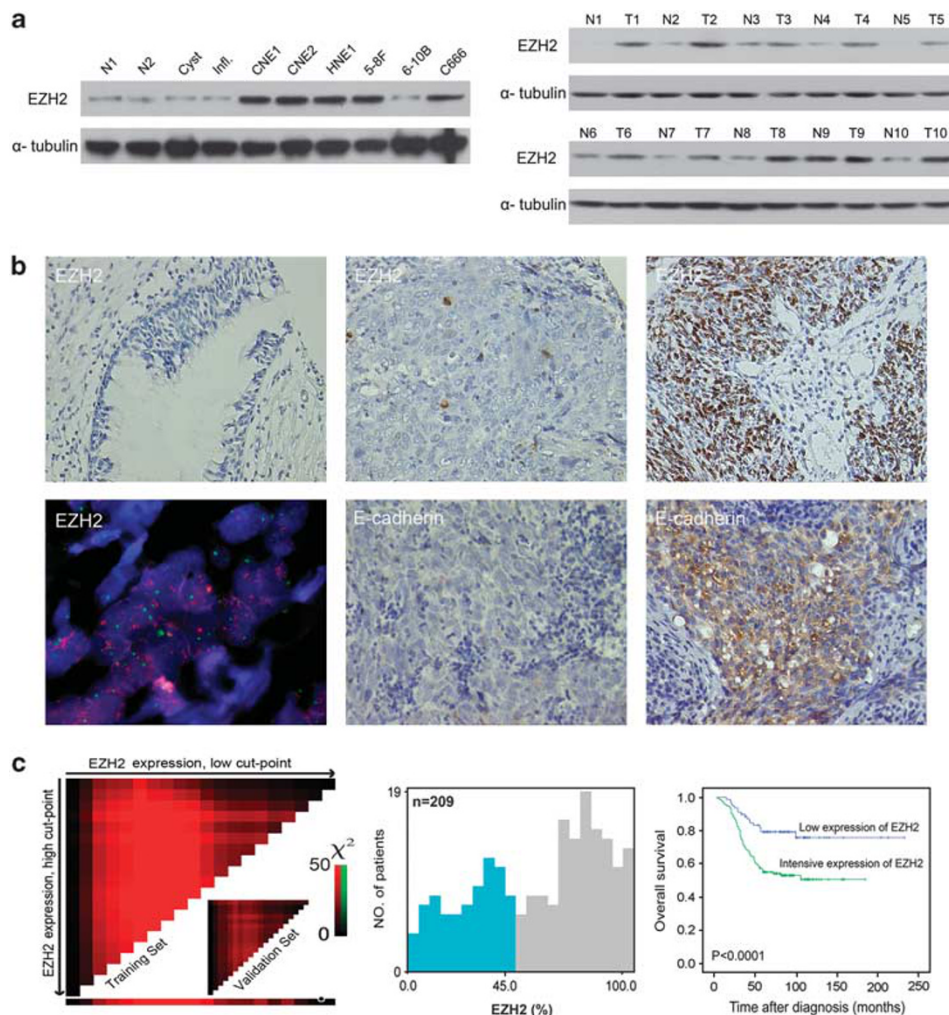 a
N1 N2 Cyst Infl. CNE1 CNE2 HNE1 5-8F 6-10B C666
EZH2
α- tubulin
N1 T1 N2 T2 N3 T3 N4 T4 N5 T5
EZH2
α- tubulin
N6 T6 N7 T7 N8 T8 N9 T9 N10 T10
EZH2
α- tubulin
b
EZH2
EZH2
EZH2
EZH2
E-cadherin
E-cadherin
c
EZH2 expression, low cut-point
EZH2 expression, high cut-point
Training Set
Validation Set
χ2
50
0
n=209
19
0
NO. of patients
0.0 45.0 100.0
EZH2 (%)
Overall survival
1.0
0.8
0.6
0.4
0.2
0.0
Low expression of EZH2
Intensive expression of EZH2
P<0.0001
0 50 100 150 200 250
Time after diagnosis (months)